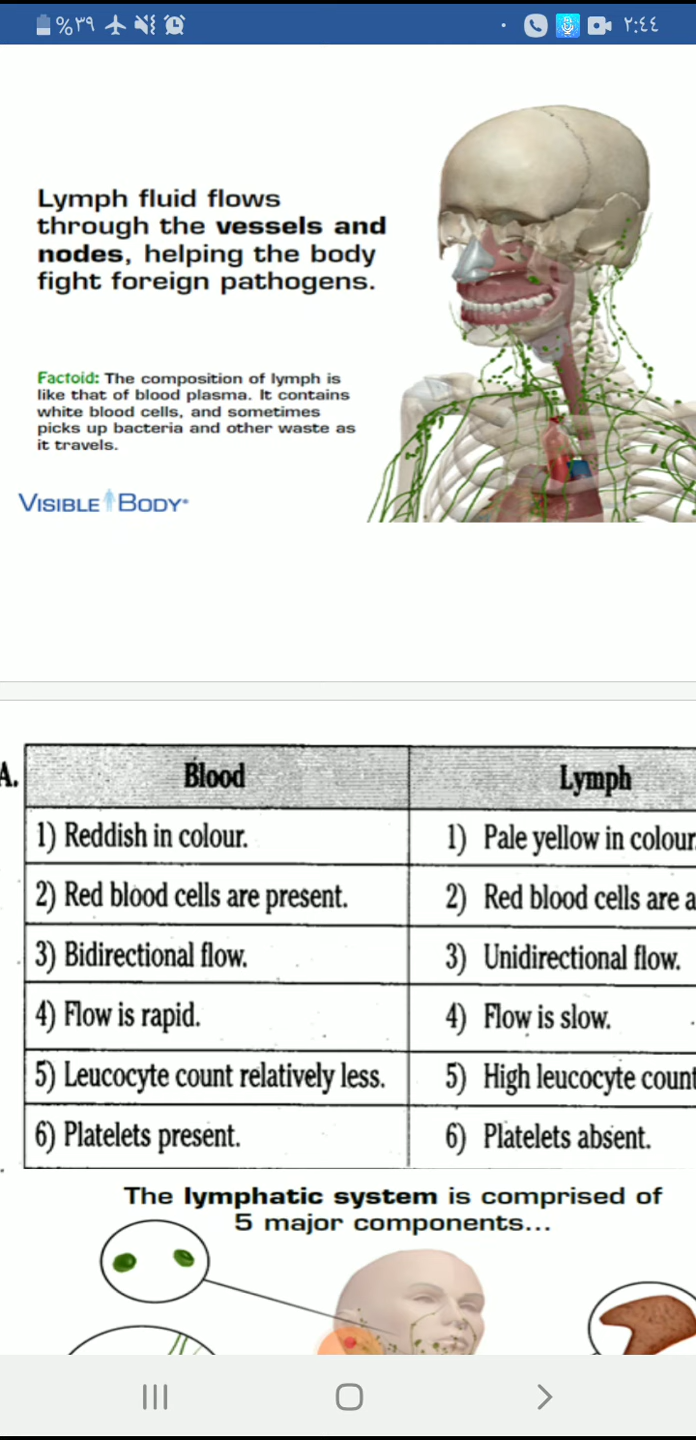 %٣٩
٢:٤٤
Lymph fluid flows
through the vessels and
nodes, helping the body
fight foreign pathogens.
Factoid: The composition of lymph is
like that of blood plasma. It contains
white blood cells, and sometimes
picks up bacteria and other waste as
it travels.
VISIBLE BODY®
A.
Blood
Lymph
1) Reddish in colour.
1) Pale yellow in colour
2) Red blood cells are present.
2) Red blood cells are a
3) Bidirectional flow.
3) Unidirectional flow.
4) Flow is rapid.
4) Flow is slow.
5) Leucocyte count relatively less.
5) High leucocyte count
6) Platelets present.
6) Platelets absent.
The lymphatic system is comprised of
5 major components...